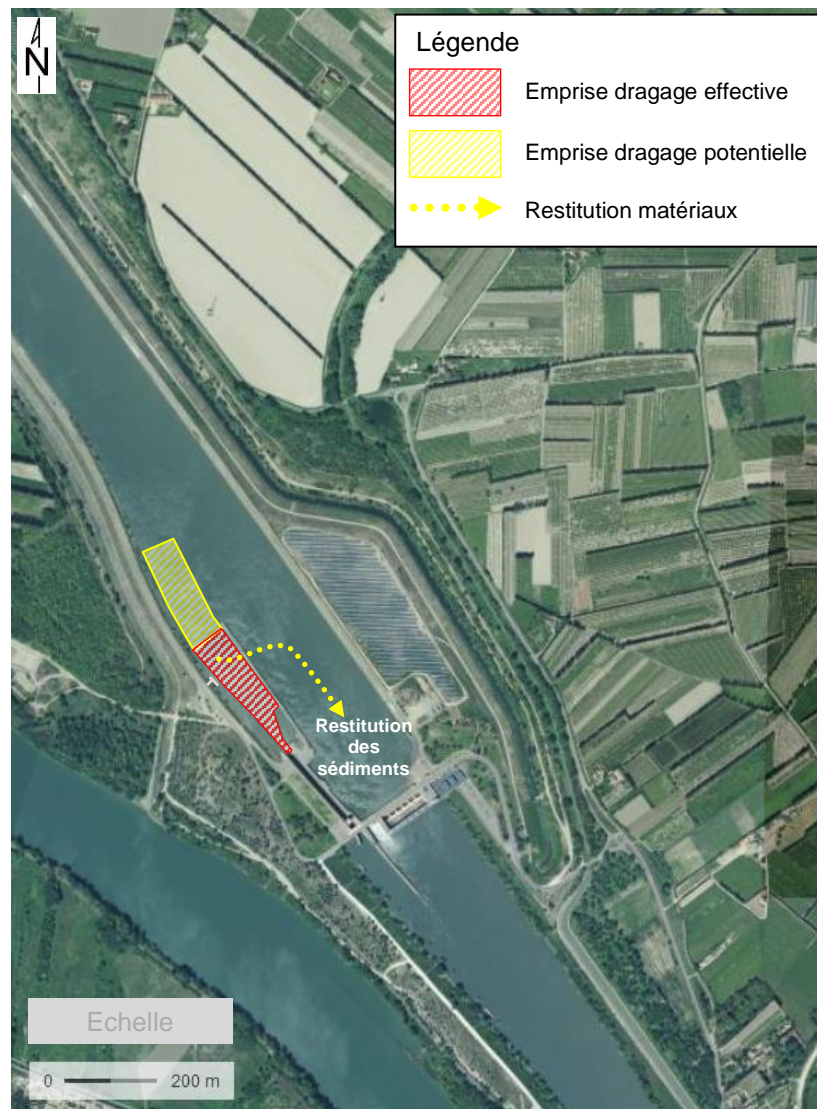 N
Légende
Emprise dragage effective
Emprise dragage potentielle
Restitution matériaux
Restitution
des
sédiments
Echelle
0 200 m